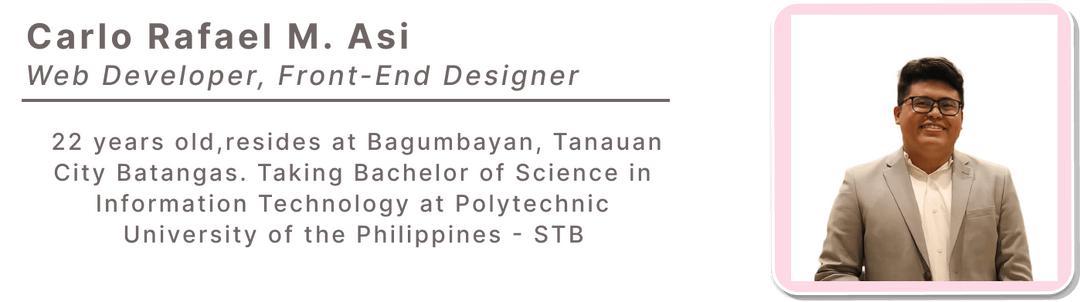 Carlo Rafael M. Asi
Web Developer, Front-End Designer
22 years old,resides at Bagumbayan, Tanauan
City Batangas. Taking Bachelor of Science in
Information Technology at Polytechnic
University of the Philippines - STB